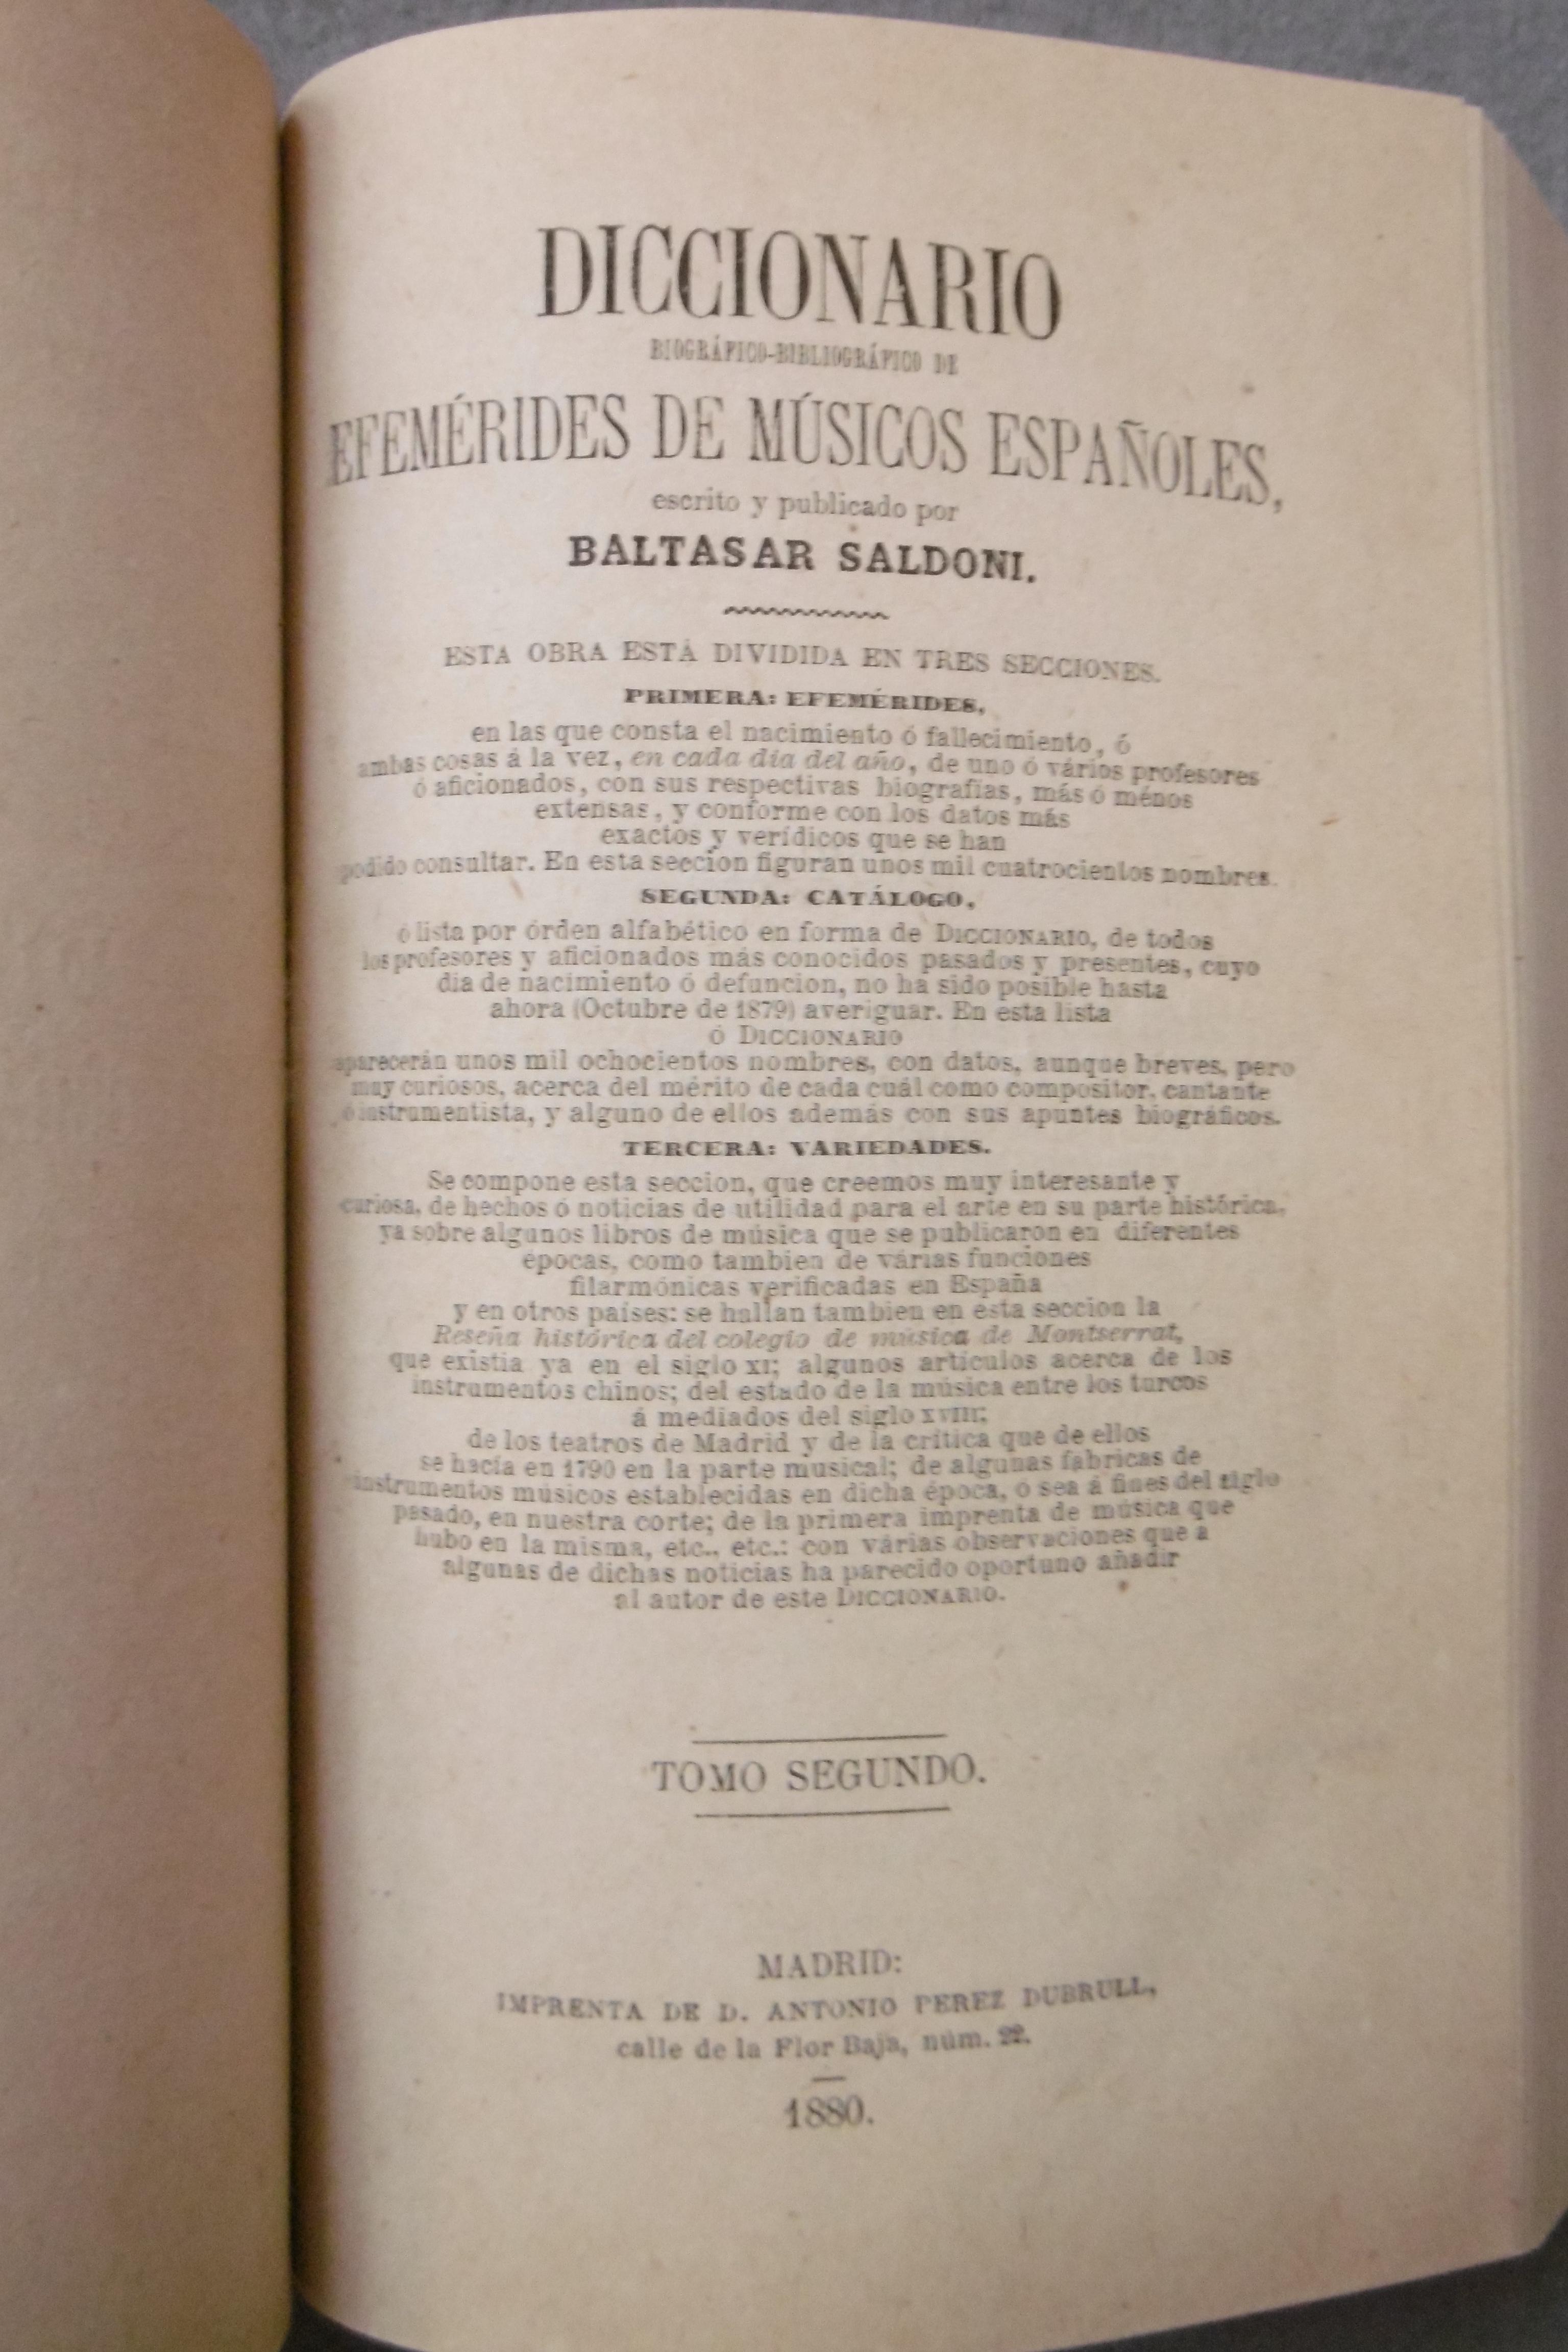 DICCIONARIO
BIOGRÁFICO-BIBLIOGRÁFICO DE
EFEMÉRIDES DE MÚSICOS ESPAÑOLES,
escrito y publicado por
BALTASAR SALDONI.
ESTA OBRA ESTÁ DIVIDIDA EN TRES SECCIONES.
PRIMERA: EFEMÉRIDES,
en las que consta el nacimiento ó fallecimiento, ó
ambas cosas á la vez, en cada dia del año, de uno ó vários profesores
ó aficionados, con sus respectivas biografías, más ó ménos
extensas, y conforme con los datos más
exactos y verídicos que se han
podido consultar. En esta seccion figuran unos mil cuatrocientos nombres.
SEGUNDA: CATÁLOGO,
ó lista por órden alfabético en forma de DICCIONARIO, de todos
los profesores y aficionados más conocidos pasados y presentes, cuyo
dia de nacimiento ó defuncion, no ha sido posible hasta
ahora (Octubre de 1879) averiguar. En esta lista
ó DICCIONARIO
aparecerán unos mil ochocientos nombres, con datos, aunque breves, pero
muy curiosos, acerca del mérito de cada cuál como compositor, cantante
ó instrumentista, y alguno de ellos además con sus apuntes biográficos.
TERCERA: VARIEDADES.
Se compone esta seccion, que creemos muy interesante y
curiosa, de hechos ó noticias de utilidad para el arte en su parte histórica,
ya sobre algunos libros de música que se publicaron en diferentes
épocas, como tambien de várias funciones
filarmónicas verificadas en España
y en otros países: se hallan tambien en esta seccion la
Reseña histórica del colegio de música de Montserrat,
que existía ya en el siglo XI; algunos artículos acerca de los
instrumentos chinos; del estado de la música entre los turcos
á mediados del siglo XVIII;
de los teatros de Madrid y de la crítica que de ellos
se hacía en 1790 en la parte musical; de algunas fábricas de
instrumentos músicos establecidas en dicha época, ó sea á fines del siglo
pasado, en nuestra corte; de la primera imprenta de música que
hubo en la misma, etc., etc.: con várias observaciones que á
algunas de dichas noticias ha parecido oportuno añadir
al autor de este DICCIONARIO.
TOMO SEGUNDO.
MADRID:
IMPRENTA DE D. ANTONIO PEREZ DUBRULL,
calle de la Flor Baja, núm. 22.
1880.